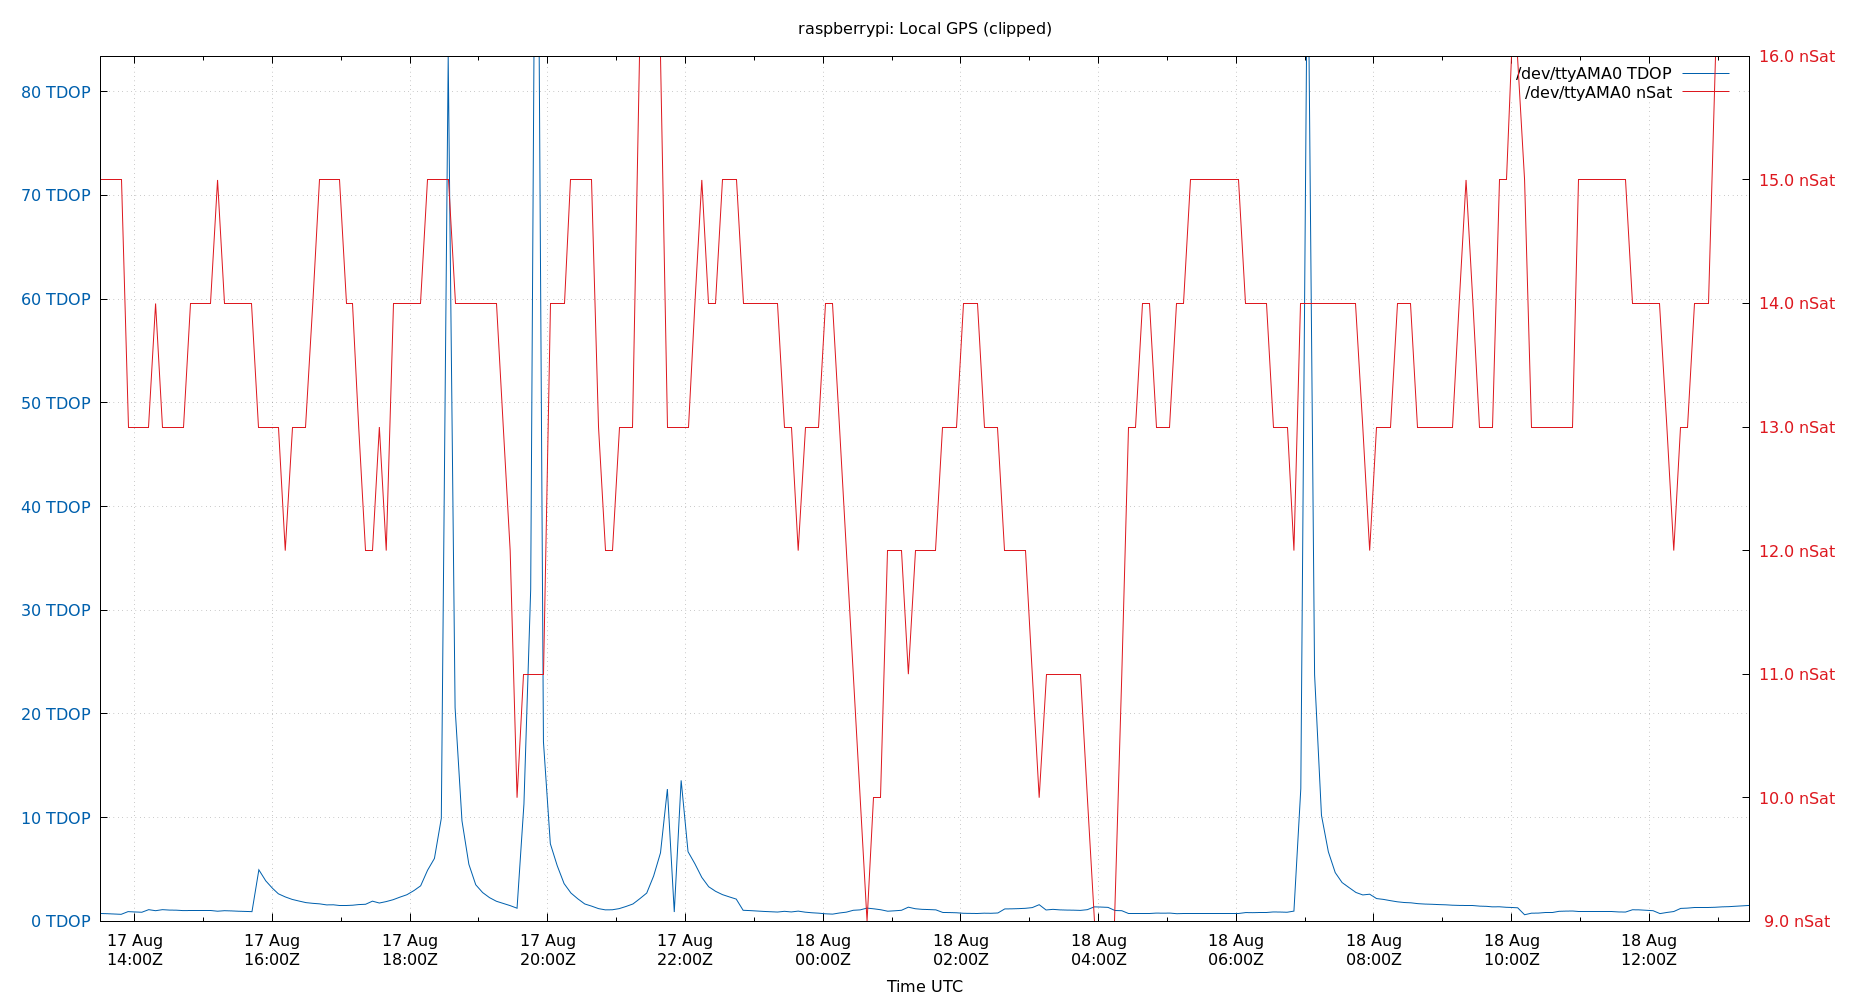 raspberrypi: Local GPS (clipped)
/dev/ttyAMA0 TDOP
/dev/ttyAMA0 nSat
80 TDOP
70 TDOP
60 TDOP
50 TDOP
40 TDOP
30 TDOP
20 TDOP
10 TDOP
0 TDOP
16.0 nSat
15.0 nSat
14.0 nSat
13.0 nSat
12.0 nSat
11.0 nSat
10.0 nSat
9.0 nSat
17 Aug 17 Aug 17 Aug 17 Aug 17 Aug 18 Aug 18 Aug 18 Aug 18 Aug 18 Aug 18 Aug 18 Aug
14:00Z 16:00Z 18:00Z 20:00Z 22:00Z 00:00Z 02:00Z 04:00Z 06:00Z 08:00Z 10:00Z 12:00Z
Time UTC